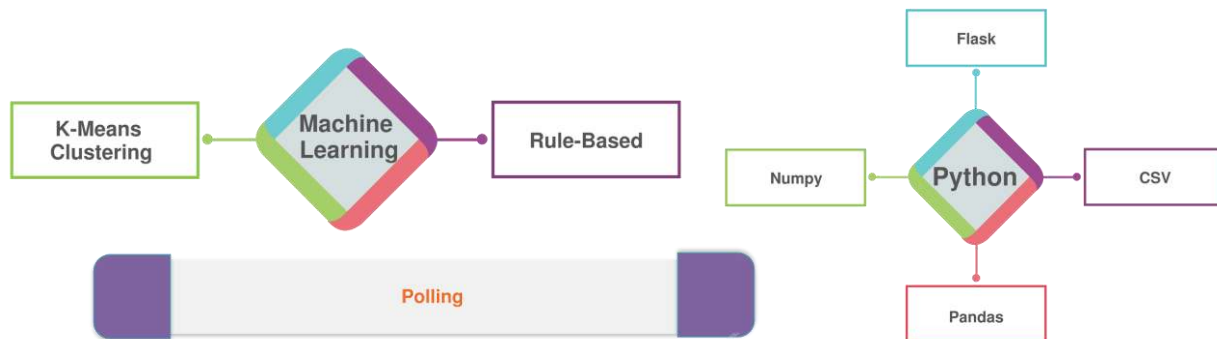 K-Means
Clustering
Machine
Learning
Rule-Based
Polling
Flask
Numpy
Python
CSV
Pandas